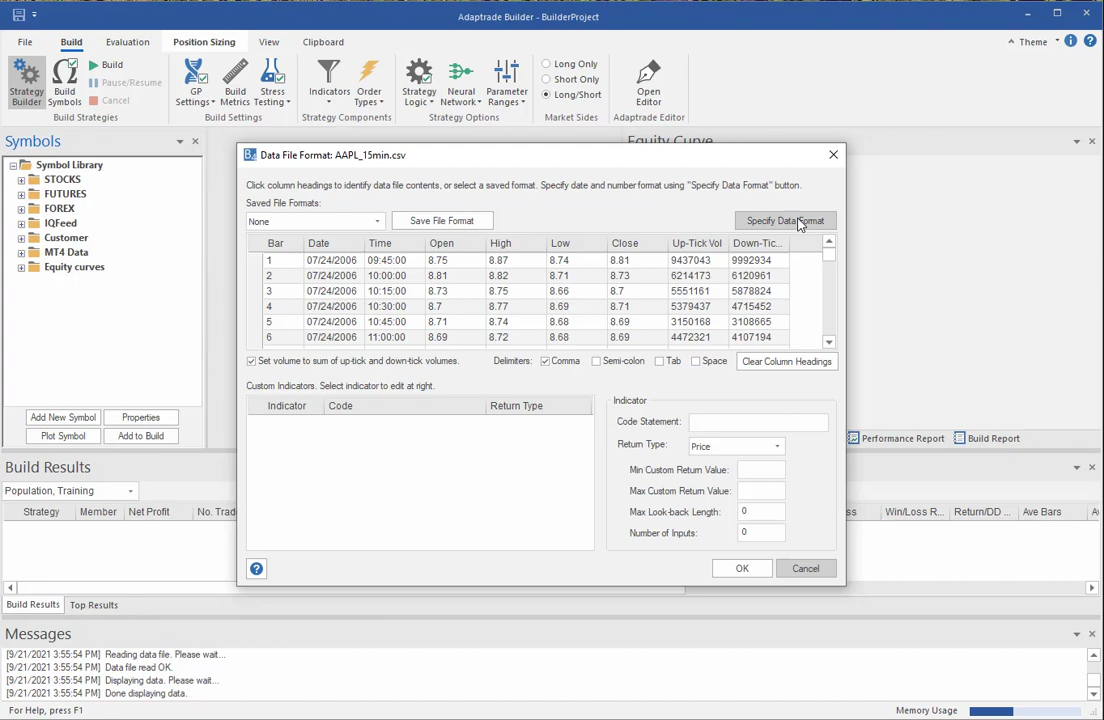 Adaptrade Builder - BuilderProject
File
Build
Evaluation
Position Sizing
View
Clipboard
Theme
Strategy Builder
Build Symbols
Build
Pause/Resume
Cancel
Build Strategies
GP Settings
Build Metrics
Stress Testing
Build Settings
Indicators
Order Types
Strategy Components
Strategy Logic
Neural Network
Parameter Ranges
Strategy Options
Long Only
Short Only
Long/Short
Market Sides
Open Editor
Adaptrade Editor
Symbols
Equity Curve
Symbol Library
STOCKS
FUTURES
FOREX
IQFeed
Customer
MT4 Data
Equity curves
Add New Symbol
Properties
Plot Symbol
Add to Build
Data File Format: AAPL_15min.csv
Click column headings to identify data file contents, or select a saved format. Specify date and number format using "Specify Data Format" button.
Saved File Formats:
None
Save File Format
Specify Data Format
Bar Date Time Open High Low Close Up-Tick Vol Down-Tic...
1 07/24/2006 09:45:00 8.75 8.87 8.74 8.81 9437043 9992934
2 07/24/2006 10:00:00 8.81 8.82 8.71 8.73 6214173 6120961
3 07/24/2006 10:15:00 8.73 8.75 8.66 8.7 5551161 5878824
4 07/24/2006 10:30:00 8.7 8.77 8.69 8.71 5379437 4715452
5 07/24/2006 10:45:00 8.71 8.74 8.68 8.69 3150168 3108665
6 07/24/2006 11:00:00 8.69 8.72 8.68 8.69 4472321 4107194
Set volume to sum of up-tick and down-tick volumes.
Delimiters: Comma Semi-colon Tab Space
Clear Column Headings
Custom Indicators. Select indicator to edit at right.
Indicator Code Return Type
Indicator
Code Statement:
Return Type: Price
Min Custom Return Value:
Max Custom Return Value:
Max Look-back Length: 0
Number of Inputs: 0
OK
Cancel
Performance Report
Build Report
Build Results
Population, Training
Strategy Member Net Profit No. Trad
ss Win/Loss R... Return/DD ... Ave Bars
Build Results
Top Results
Messages
[9/21/2021 3:55:54 PM] Reading data file. Please wait...
[9/21/2021 3:55:54 PM] Data file read OK.
[9/21/2021 3:55:54 PM] Displaying data. Please wait...
[9/21/2021 3:55:54 PM] Done displaying data.
For Help, press F1
Memory Usage